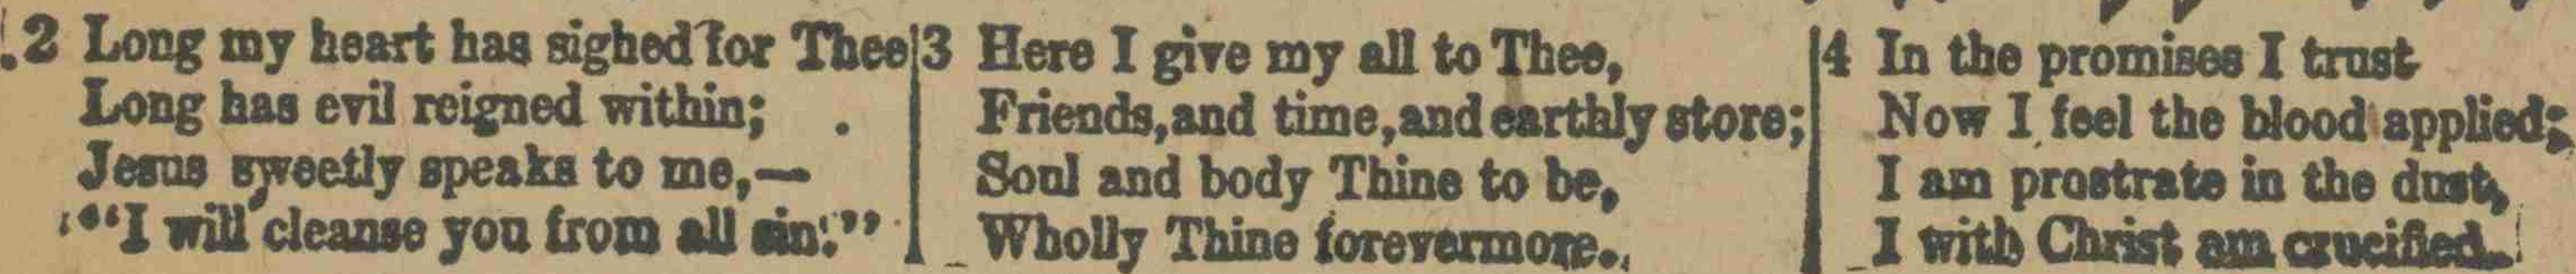 2 Long my heart has sighed for Thee
Long has evil reigned within;
Jesus sweetly speaks to me,—
"I will cleanse you from all sin."
3 Here I give my all to Thee,
Friends, and time, and earthly store;
Soul and body Thine to be,
Wholly Thine forevermore.
4 In the promises I trust
Now I feel the blood applied;
I am prostrate in the dust,
I with Christ am crucified.